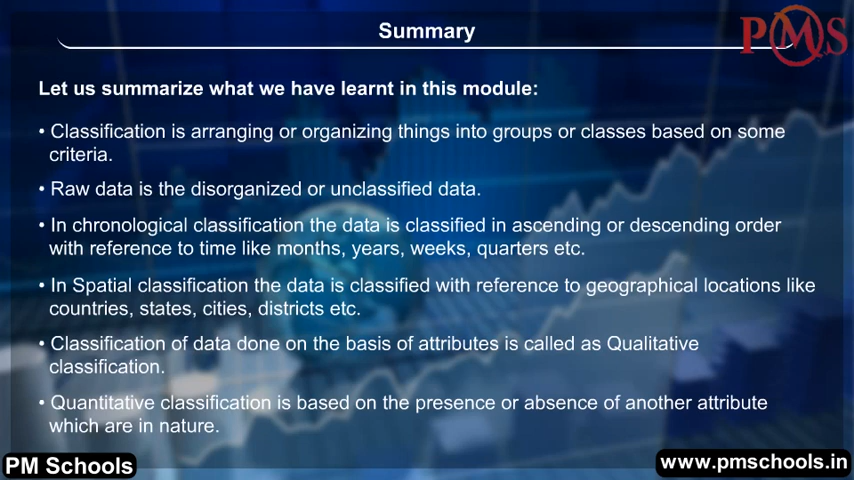 Summary
PMS
Let us summarize what we have learnt in this module:
• Classification is arranging or organizing things into groups or classes based on some
criteria.
• Raw data is the disorganized or unclassified data.
• In chronological classification the data is classified in ascending or descending order
with reference to time like months, years, weeks, quarters etc.
• In Spatial classification the data is classified with reference to geographical locations like
countries, states, cities, districts etc.
• Classification of data done on the basis of attributes is called as Qualitative
classification.
• Quantitative classification is based on the presence or absence of another attribute
which are in nature.
PM Schools
www.pmschools.in